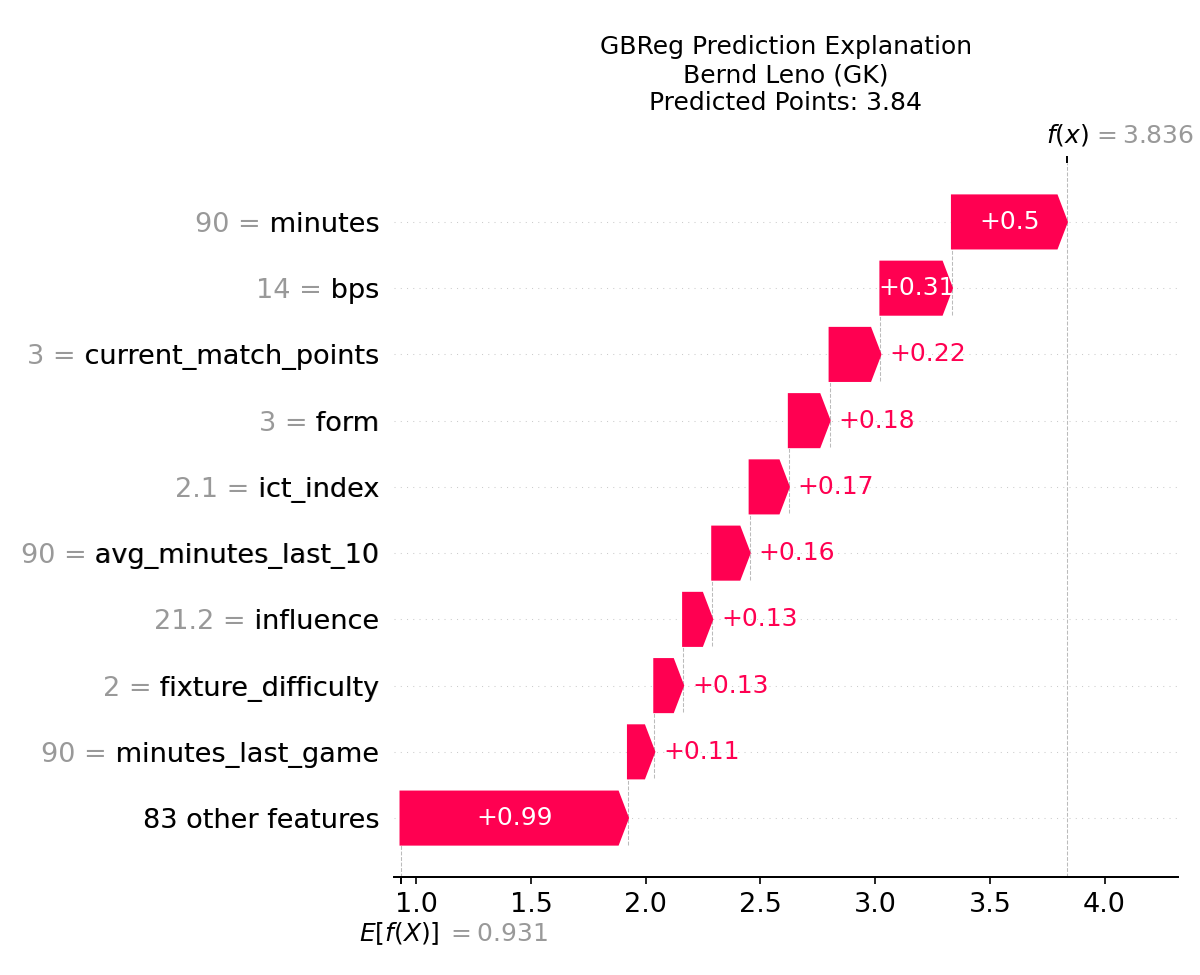 GBReg Prediction Explanation
Bernd Leno (GK)
Predicted Points: 3.84
f(x) = 3.836
90 = minutes
+0.5
14 = bps
+0.31
3 = current_match_points
+0.22
3 = form
+0.18
2.1 = ict_index
+0.17
90 = avg_minutes_last_10
+0.16
21.2 = influence
+0.13
2 = fixture_difficulty
+0.13
90 = minutes_last_game
+0.11
83 other features
+0.99
1.0 1.5 2.0 2.5 3.0 3.5 4.0
E[f(X)] = 0.931